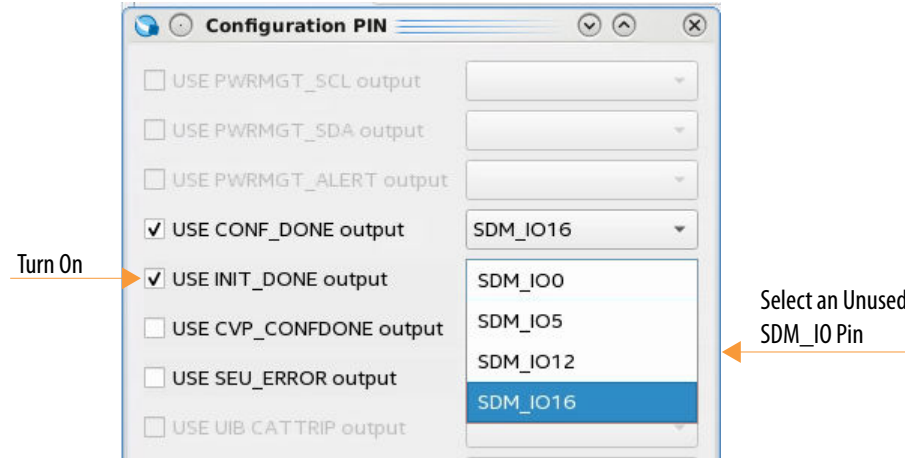 Configuration PIN
USE PWRMGT_SCL output
USE PWRMGT_SDA output
USE PWRMGT_ALERT output
USE CONF_DONE output SDM_IO16
Turn On
USE INIT_DONE output
SDM_IO0
Select an Unused
SDM_IO Pin
USE CVP_CONFDONE output
SDM_IO5
SDM_IO12
USE SEU_ERROR output
SDM_IO16
USE UIB CATTRIP output